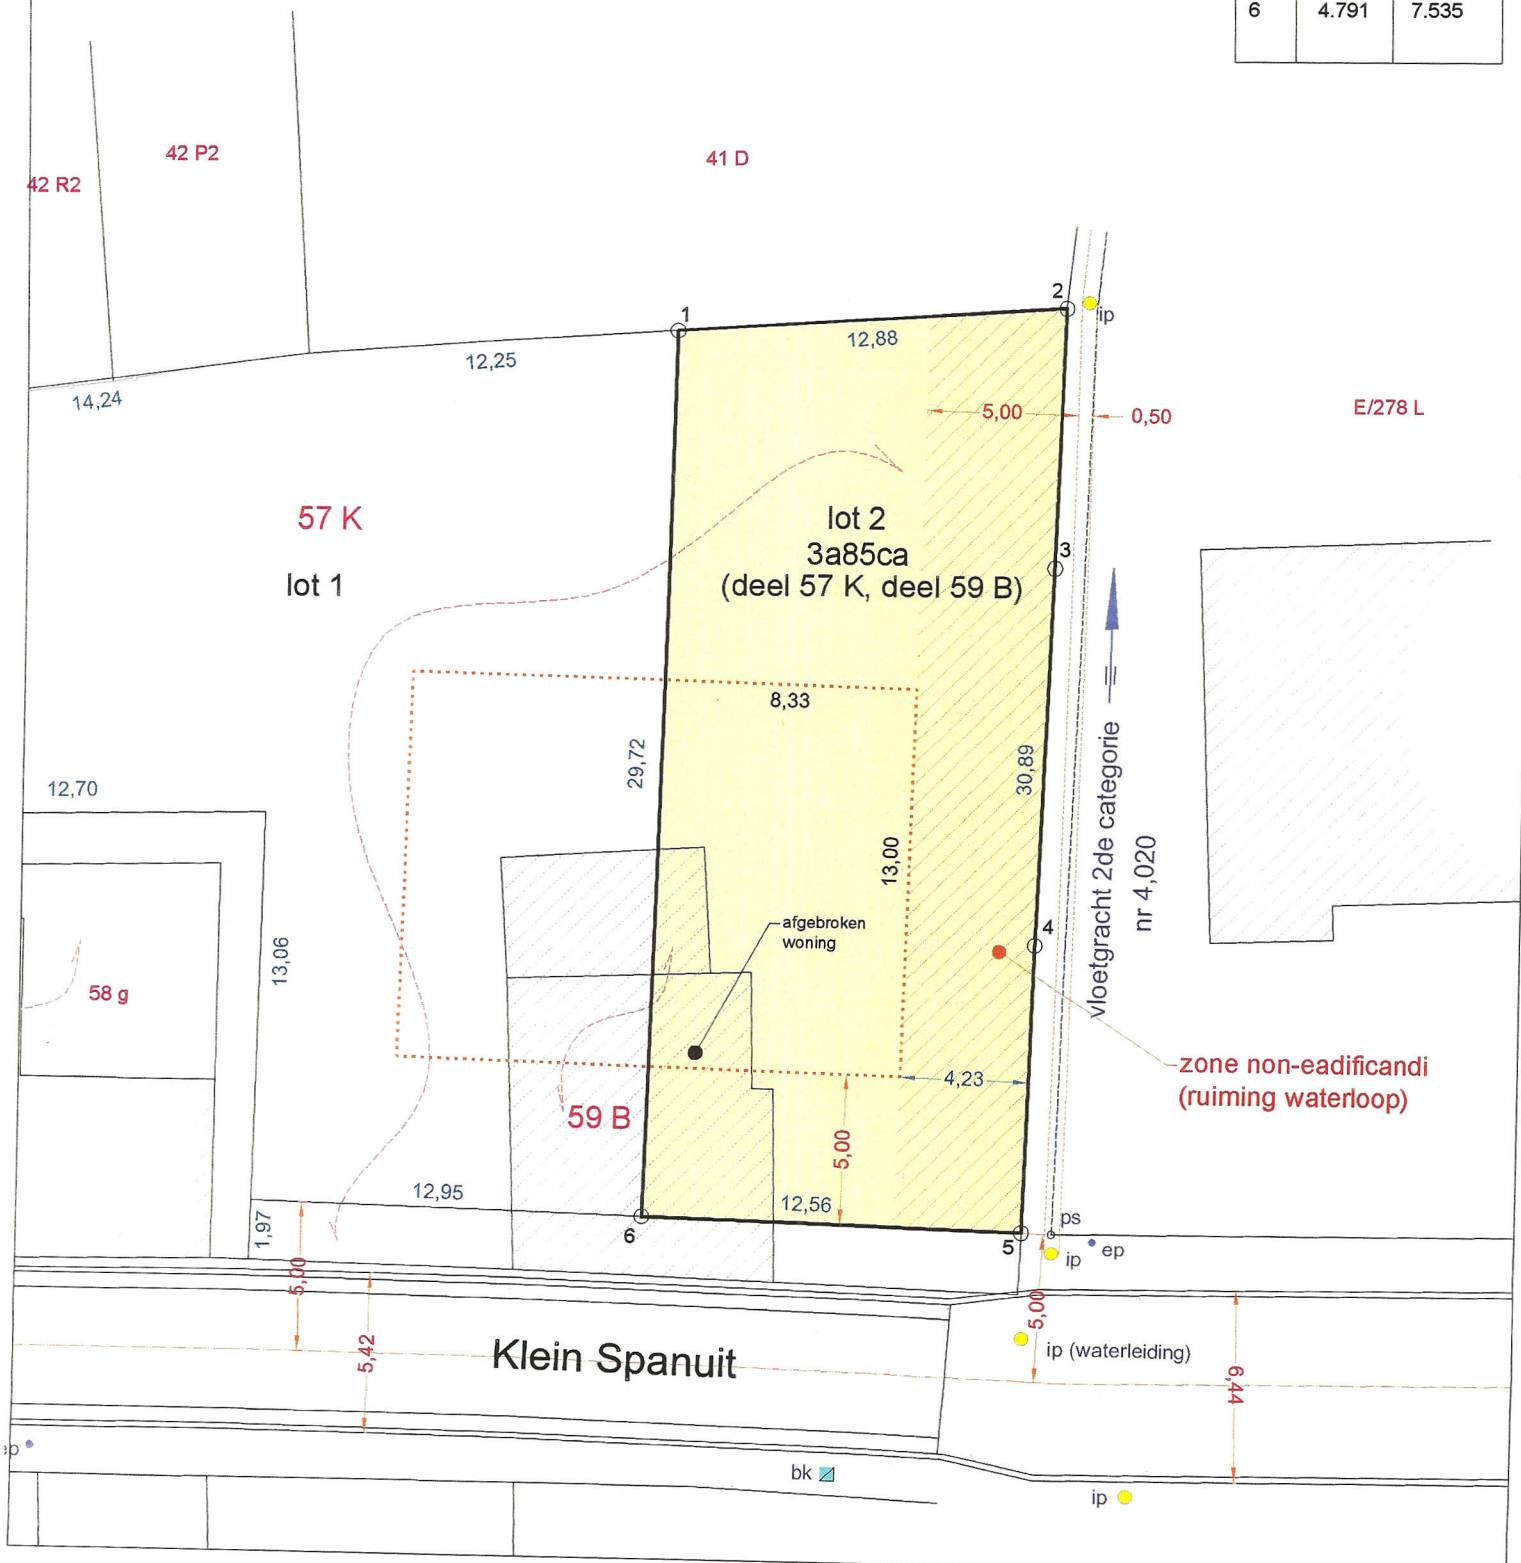 6 4.791 7.535
42 P2
41 D
42 R2
1
2
ip
12,88
12,25
14,24
5,00
0,50
E/278 L
57 K
lot 1
lot 2
3a85ca
(deel 57 K, deel 59 B)
3
8,33
29,72
30,89
12,70
13,00
vloetgracht 2de categorie
nr 4,020
afgebroken
woning
4
13,06
58 g
zone non-eadificandi
(ruiming waterloop)
4,23
59 B
5,00
12,95
12,56
1,97
6
5
ps
ep
ip
5,00
5,42
5,00
Klein Spanuit
ip (waterleiding)
6,44
bk
ip